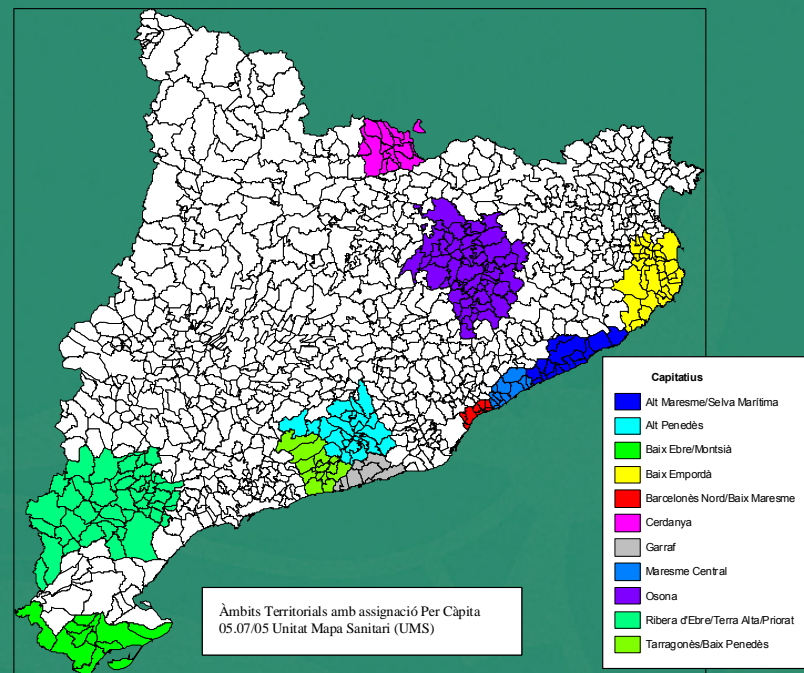 Capitatius
Alt Maresme/Selva Marítima
Alt Penedès
Baix Ebre/Montsià
Baix Empordà
Barcelonès Nord/Baix Maresme
Cerdanya
Garraf
Maresme Central
Osona
Ribera d'Ebre/Terra Alta/Priorat
Tarragonès/Baix Penedès
Àmbits Territorials amb assignació Per Càpita
05.07/05 Unitat Mapa Sanitari (UMS)